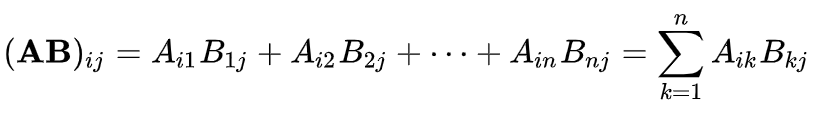 (𝐀𝐁)ᵢⱼ = Aᵢ₁B₁ⱼ + Aᵢ₂B₂ⱼ + ⋯ + AᵢₙBₙⱼ = ∑ₖ₌₁ⁿ AᵢₖBₖⱼ